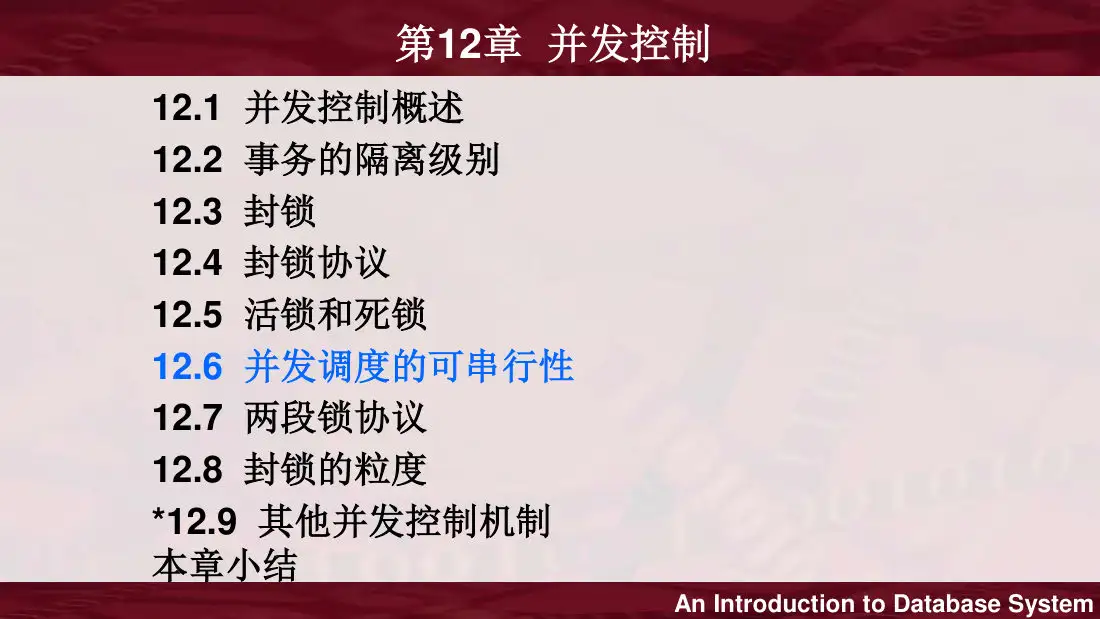 第12章 并发控制
12.1 并发控制概述
12.2 事务的隔离级别
12.3 封锁
12.4 封锁协议
12.5 活锁和死锁
12.6 并发调度的可串行性
12.7 两段锁协议
12.8 封锁的粒度
*12.9 其他并发控制机制
本章小结
An Introduction to Database System